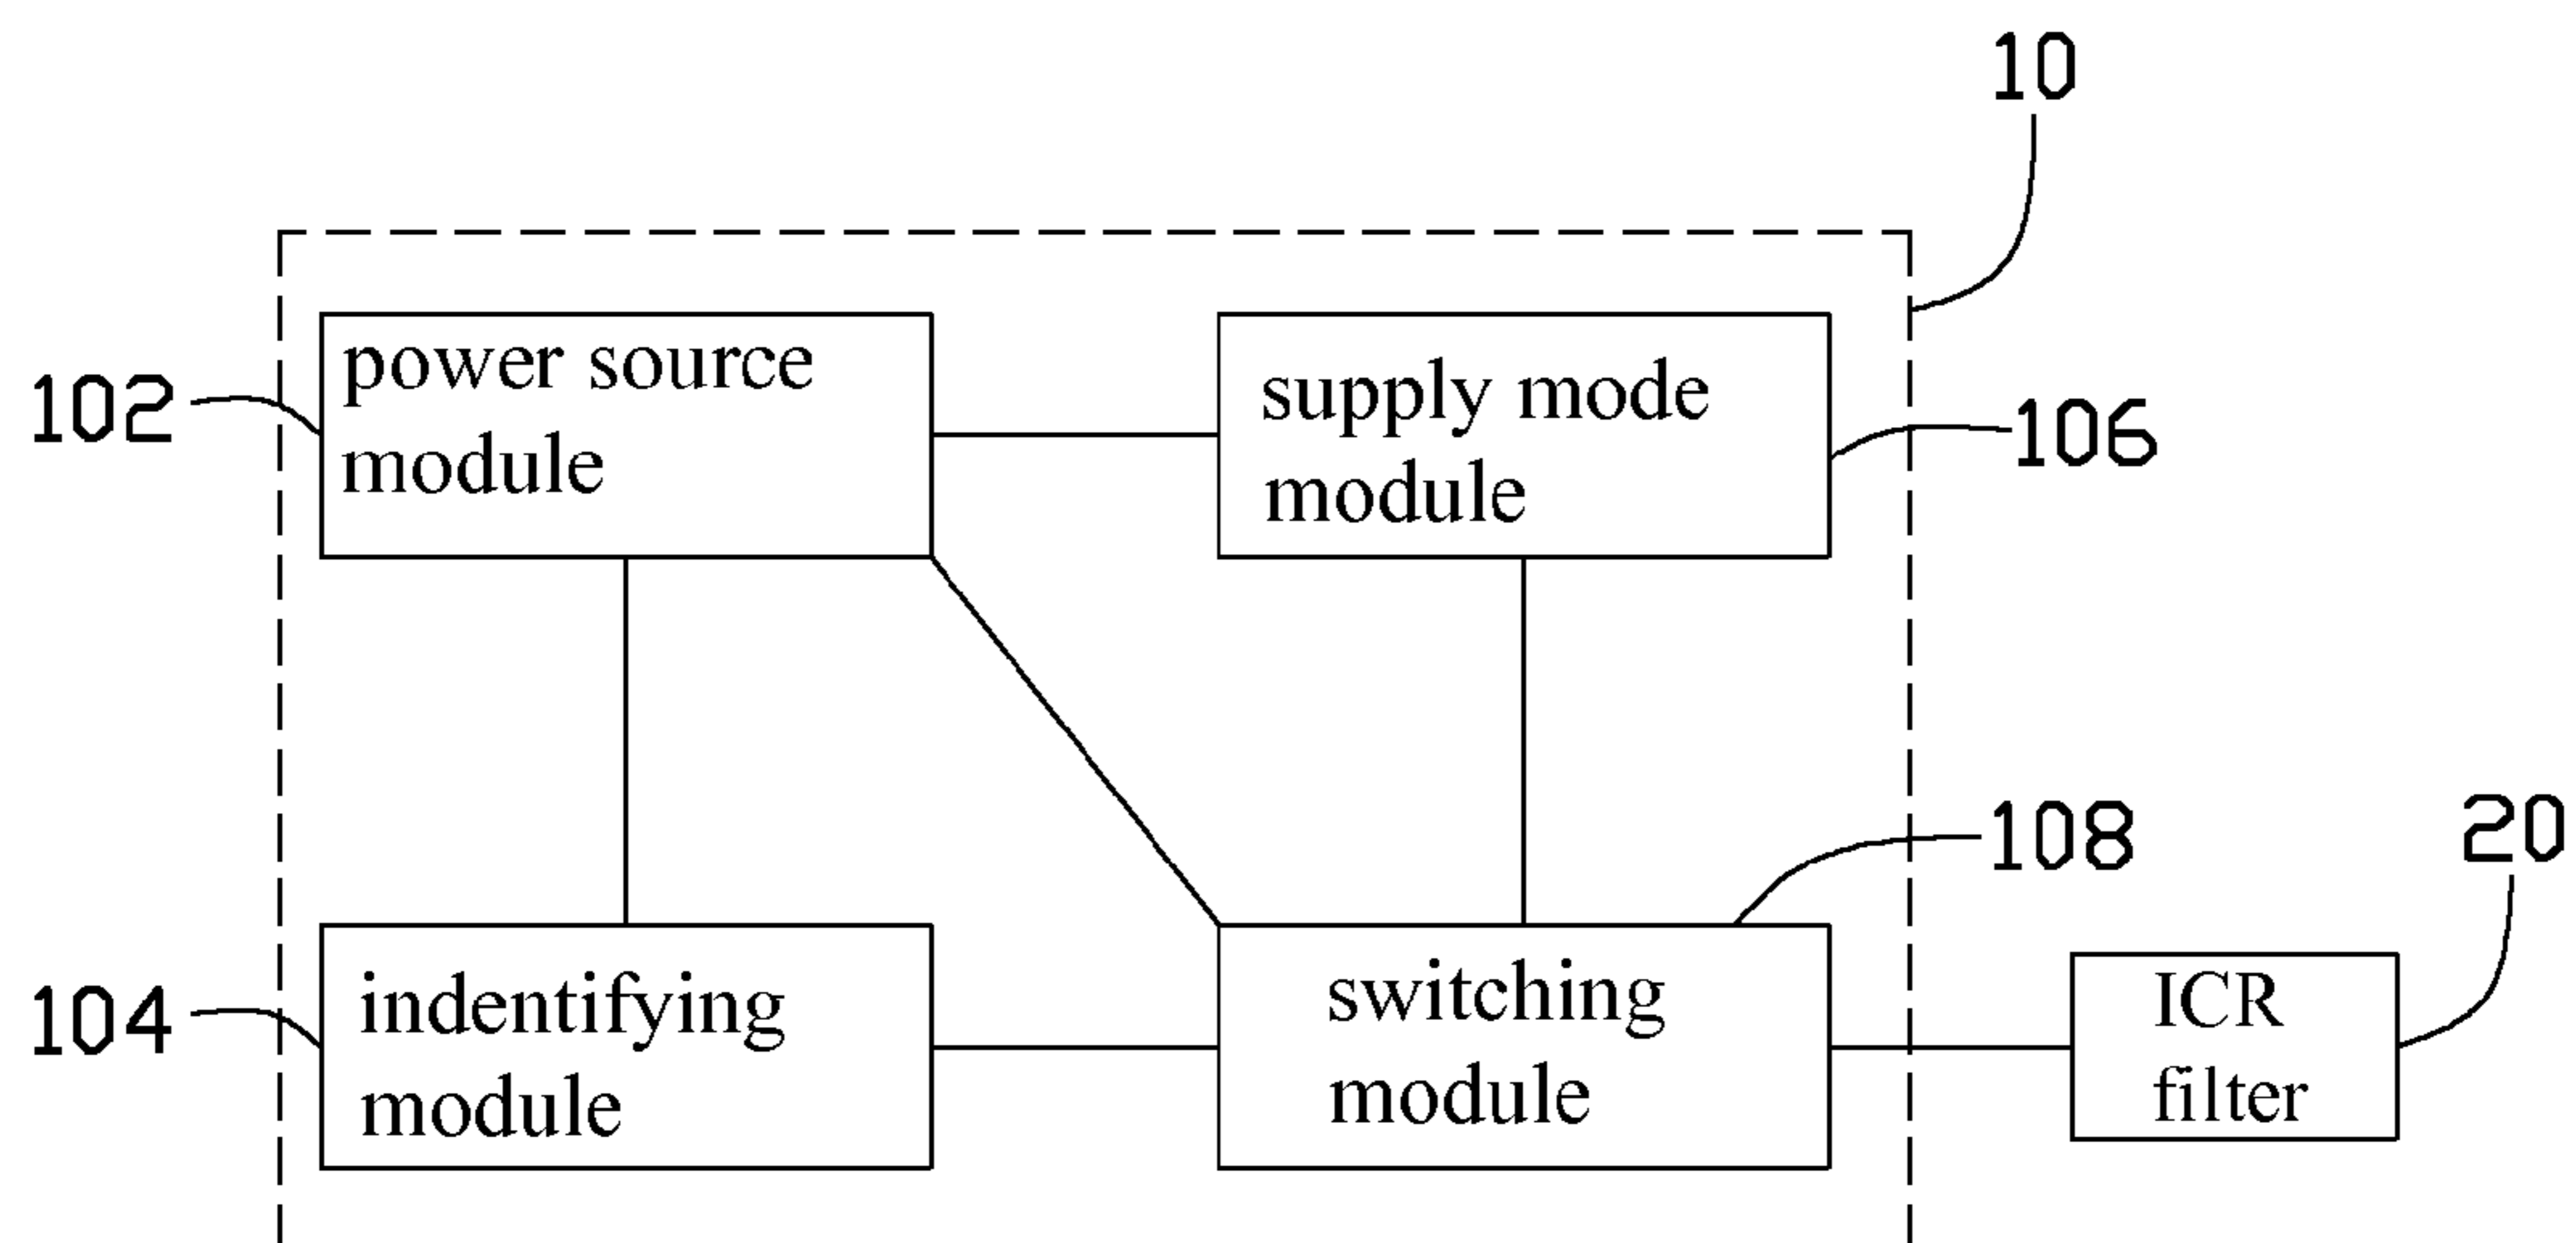 10
power source
module
102
supply mode
module
106
108
20
indentifying
module
104
switching
module
ICR
filter